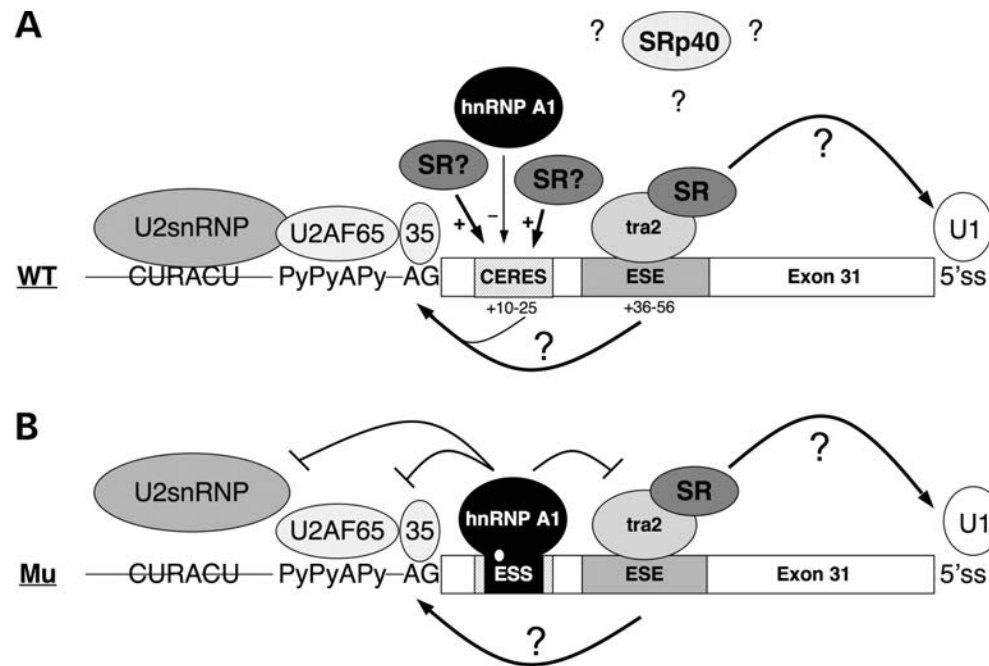 A
? SRp40 ?
?
hnRNP A1
SR? SR? SR ?
+ − +
U2snRNP U2AF65 35 tra2 U1
WT CURACU PyPyAPy AG CERES ESE Exon 31 5'ss
+10-25 +36-56
?
B
?
U2snRNP SR
U2AF65 35 hnRNP A1 tra2 U1
Mu CURACU PyPyAPy AG ESS ESE Exon 31 5'ss
?